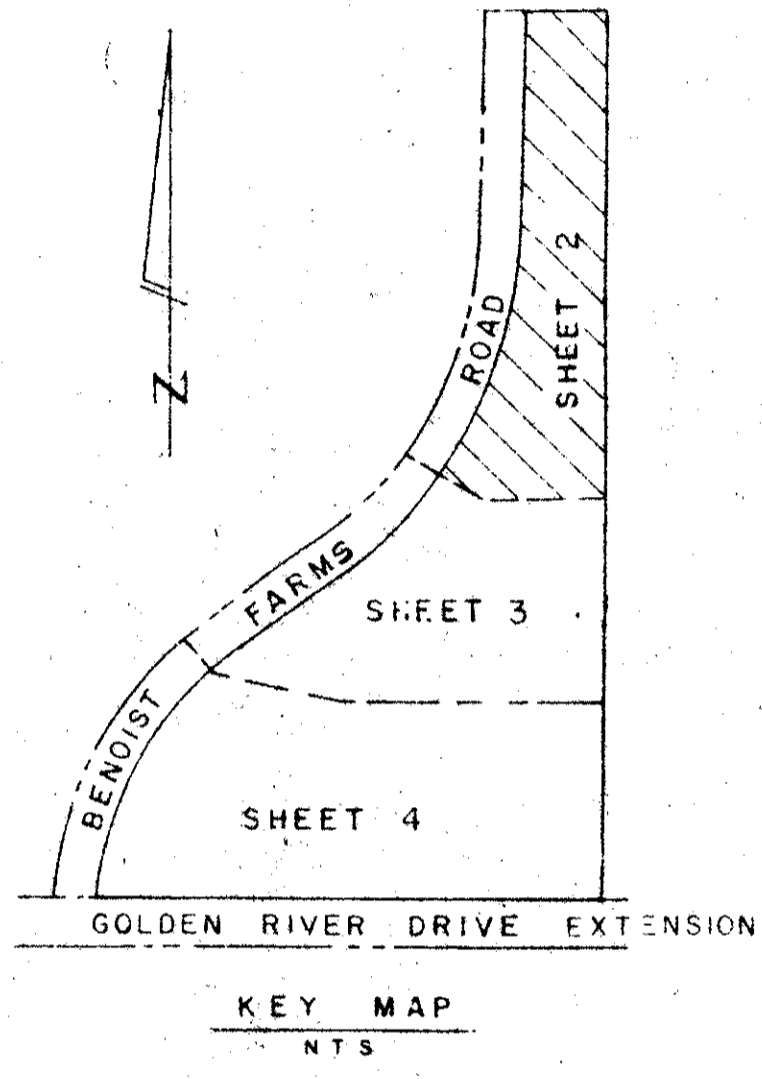 N
SHEET 2
BENOIST FARMS ROAD
SHEET 3
SHEET 4
GOLDEN RIVER DRIVE EXTENSION
KEY MAP
NTS